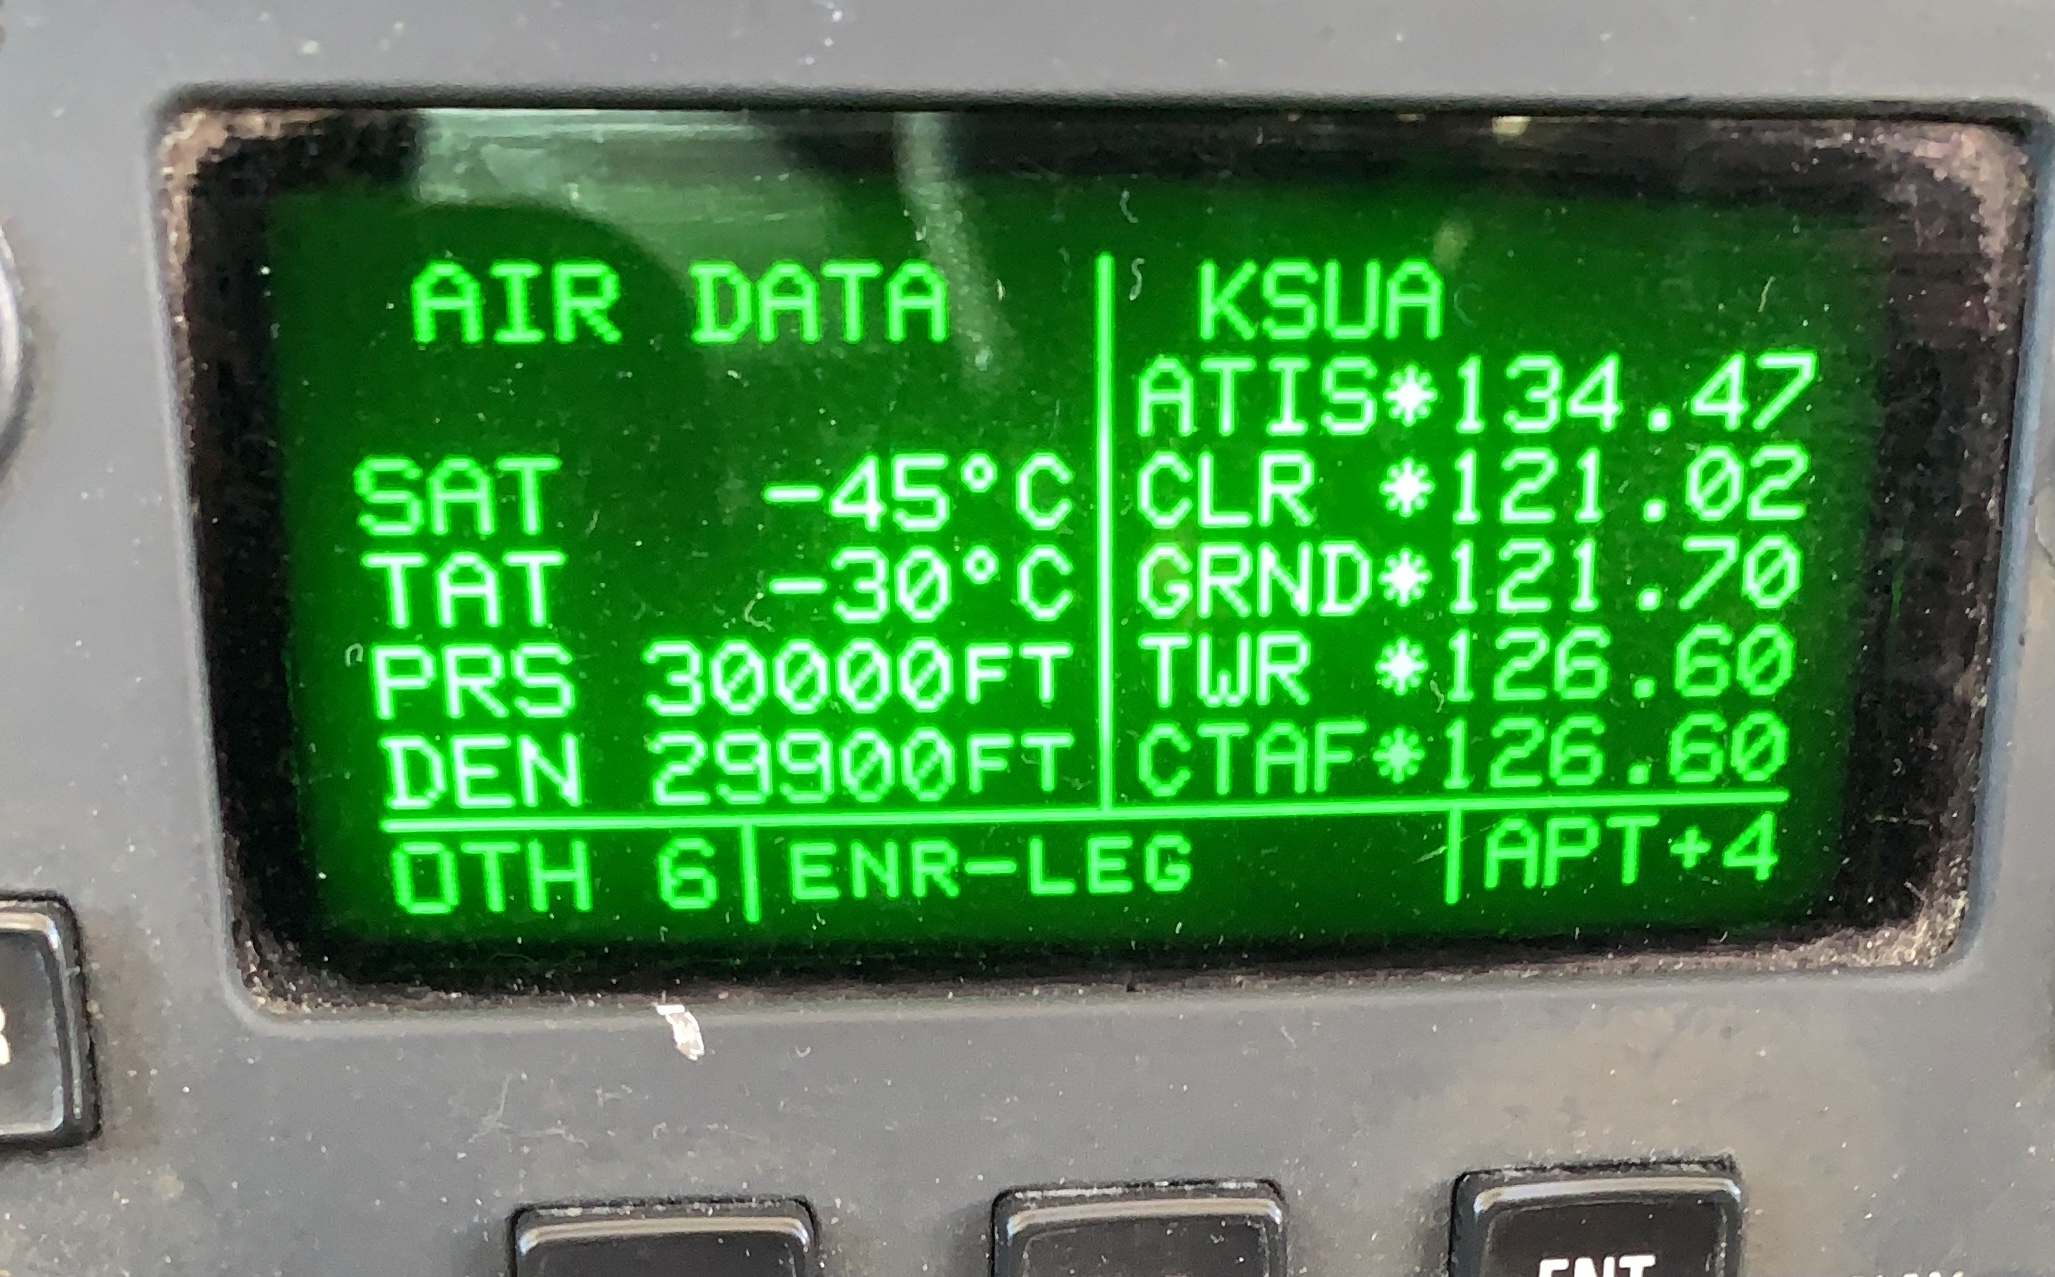 AIR DATA
SAT -45°C
TAT -30°C
PRS 30000FT
DEN 29900FT
KSUA
ATIS*134.47
CLR *121.02
GRND*121.70
TWR *126.60
CTAF*126.60
OTH 6
ENR-LEG
APT+4
ENT